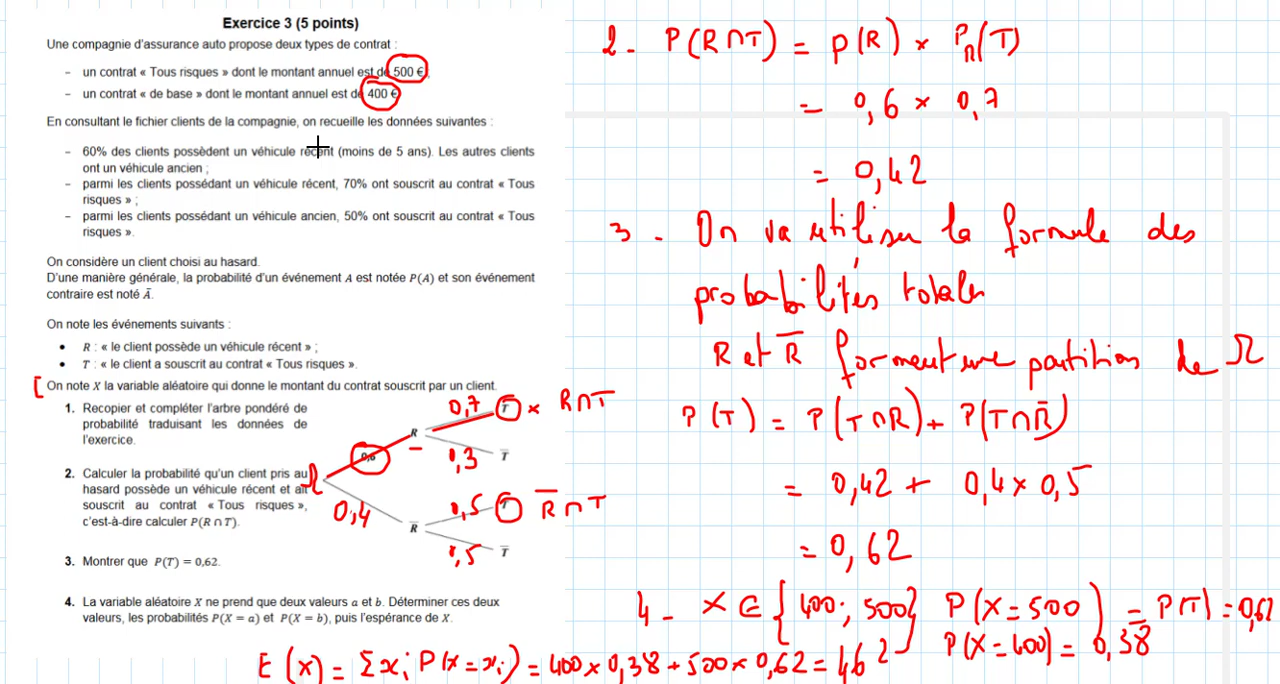 Exercice 3 (5 points)
Une compagnie d'assurance auto propose deux types de contrat :
- un contrat « Tous risques » dont le montant annuel est de 500 €
- un contrat « de base » dont le montant annuel est de 400 €
En consultant le fichier clients de la compagnie, on recueille les données suivantes :
- 60% des clients possèdent un véhicule récent (moins de 5 ans). Les autres clients
ont un véhicule ancien ;
- parmi les clients possédant un véhicule récent, 70% ont souscrit au contrat « Tous
risques » ;
- parmi les clients possédant un véhicule ancien, 50% ont souscrit au contrat « Tous
risques ».
On considère un client choisi au hasard.
D'une manière générale, la probabilité d'un événement A est notée P(A) et son événement
contraire est noté Ā.
On note les événements suivants :
• R : « le client possède un véhicule récent » ;
• T : « le client a souscrit au contrat « Tous risques ».
[ On note X la variable aléatoire qui donne le montant du contrat souscrit par un client.
1. Recopier et compléter l'arbre pondéré de
probabilité traduisant les données de
l'exercice.
2. Calculer la probabilité qu'un client pris au
hasard possède un véhicule récent et ait
souscrit au contrat « Tous risques »,
c'est-à-dire calculer P(R ∩ T).
3. Montrer que P(T) = 0,62.
4. La variable aléatoire X ne prend que deux valeurs a et b. Déterminer ces deux
valeurs, les probabilités P(X = a) et P(X = b), puis l'espérance de X.
0,7 T × R∩T
R
0,6
0,3 T̅
Ω
0,4
0,5 T R̅∩T
R̅
0,5 T̅
2- P(R∩T) = P(R) × P_R(T)
= 0,6 × 0,7
= 0,42
3. On va utiliser la formule des
probabilités totales
R et R̅ forment une partition de Ω
P(T) = P(T∩R) + P(T∩R̅)
= 0,42 + 0,4 × 0,5
= 0,62
4- X ∈ {400 ; 500} P(X=500) = P(T) = 0,62
P(X=400) = 0,38
E(x) = Σxᵢ P(X=xᵢ) = 400×0,38 + 500×0,62 = 462